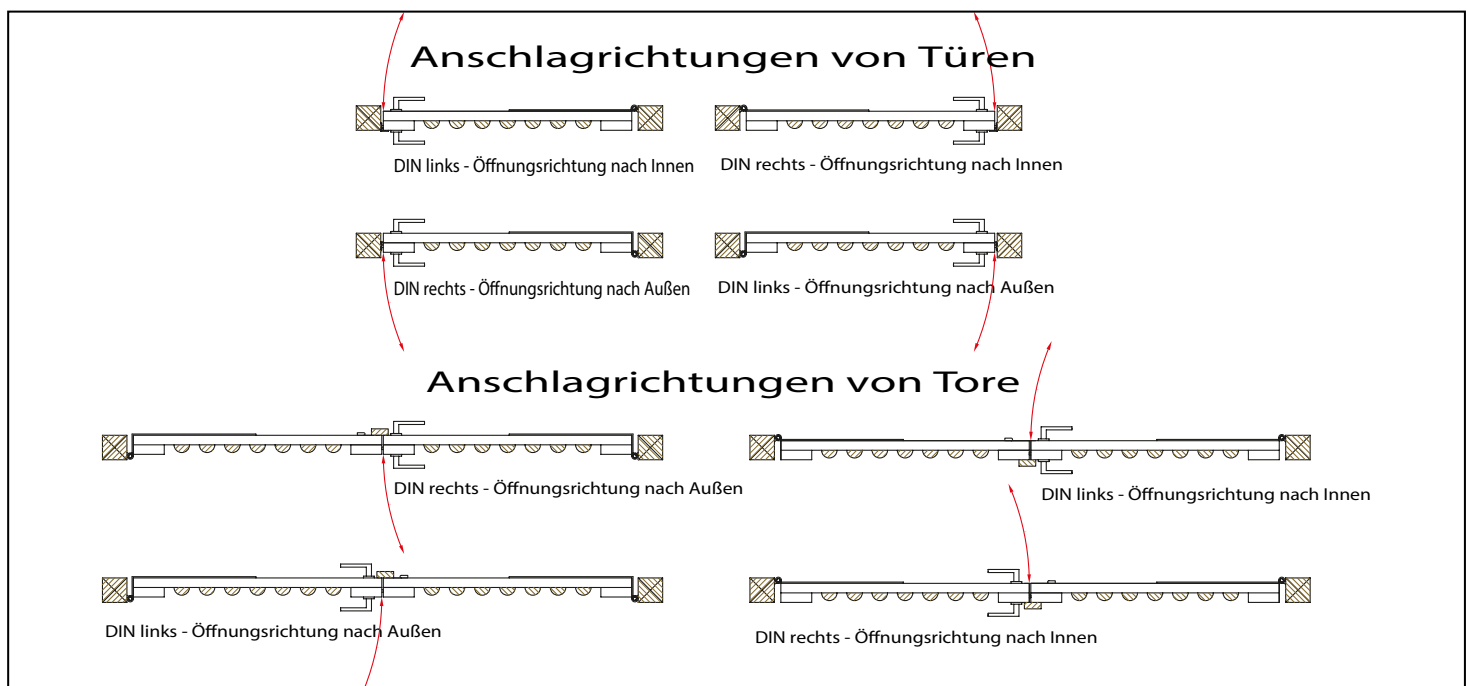 Anschlagrichtungen von Türen
DIN links - Öffnungsrichtung nach Innen
DIN rechts - Öffnungsrichtung nach Innen
DIN rechts - Öffnungsrichtung nach Außen
DIN links - Öffnungsrichtung nach Außen
Anschlagrichtungen von Tore
DIN rechts - Öffnungsrichtung nach Außen
DIN links - Öffnungsrichtung nach Innen
DIN links - Öffnungsrichtung nach Außen
DIN rechts - Öffnungsrichtung nach Innen